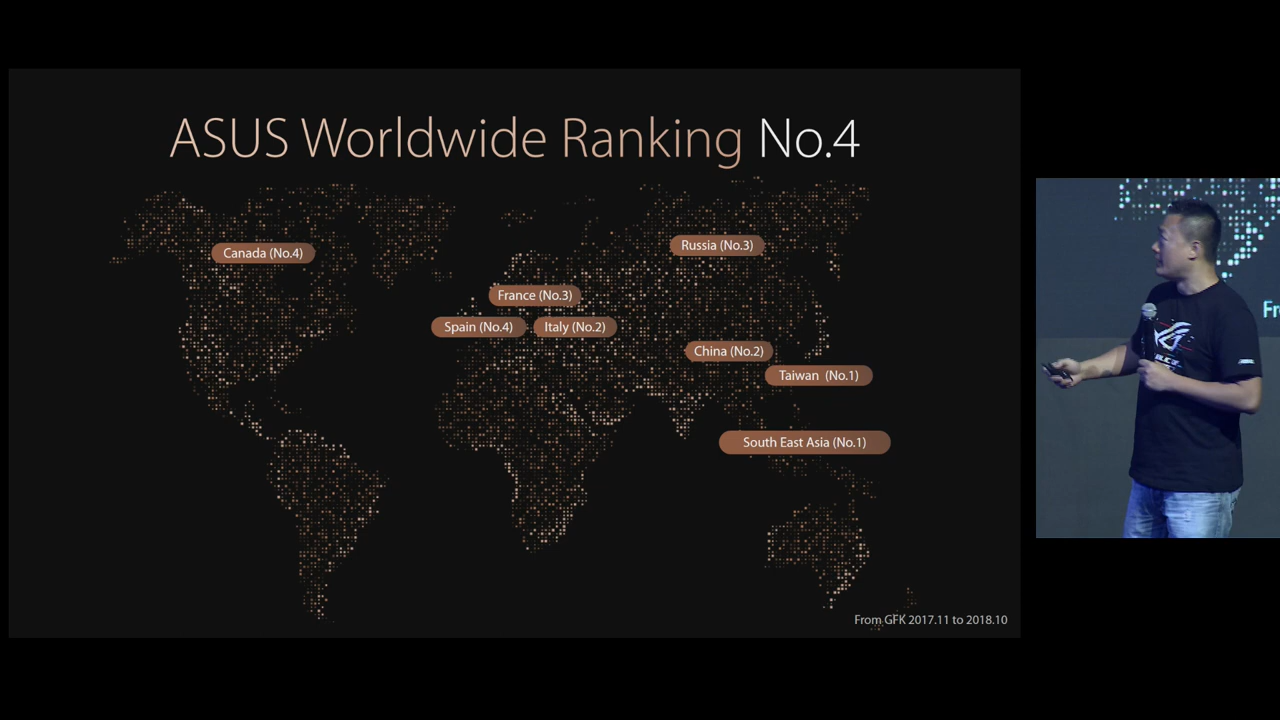 ASUS Worldwide Ranking No.4
Canada (No.4)
Russia (No.3)
France (No.3)
Spain (No.4)
Italy (No.2)
China (No.2)
Taiwan (No.1)
South East Asia (No.1)
From GFK 2017.11 to 2018.10
Fr